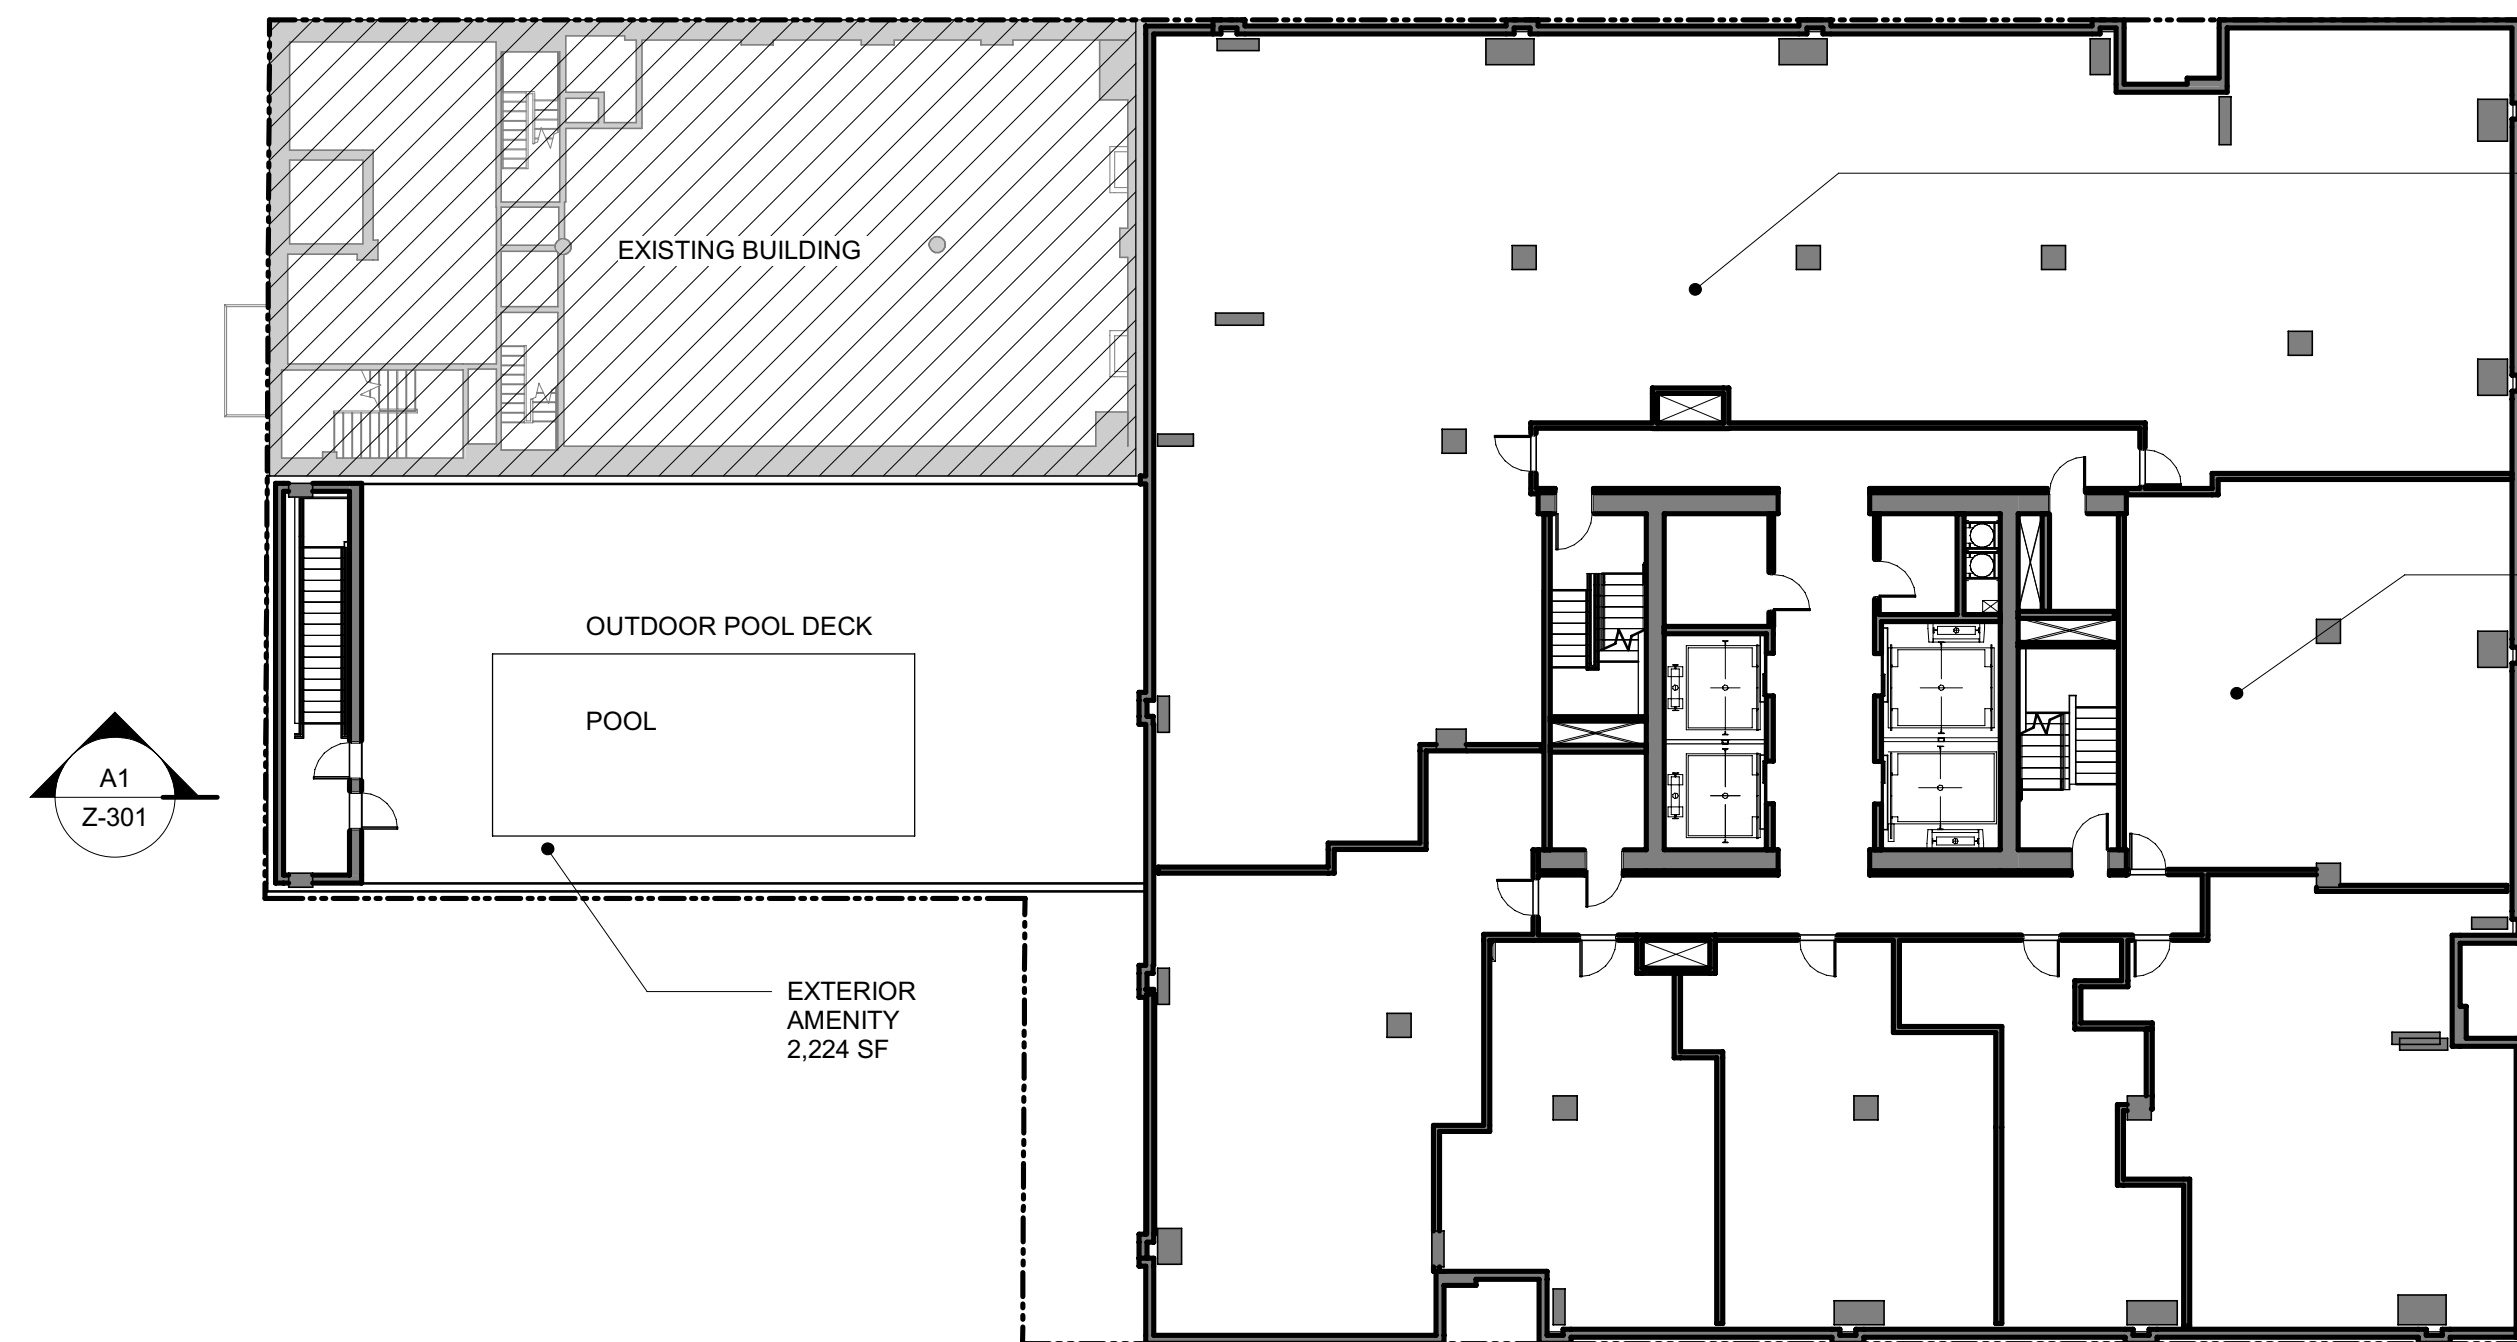 EXISTING BUILDING
OUTDOOR POOL DECK
POOL
A1
Z-301
EXTERIOR
AMENITY
2,224 SF